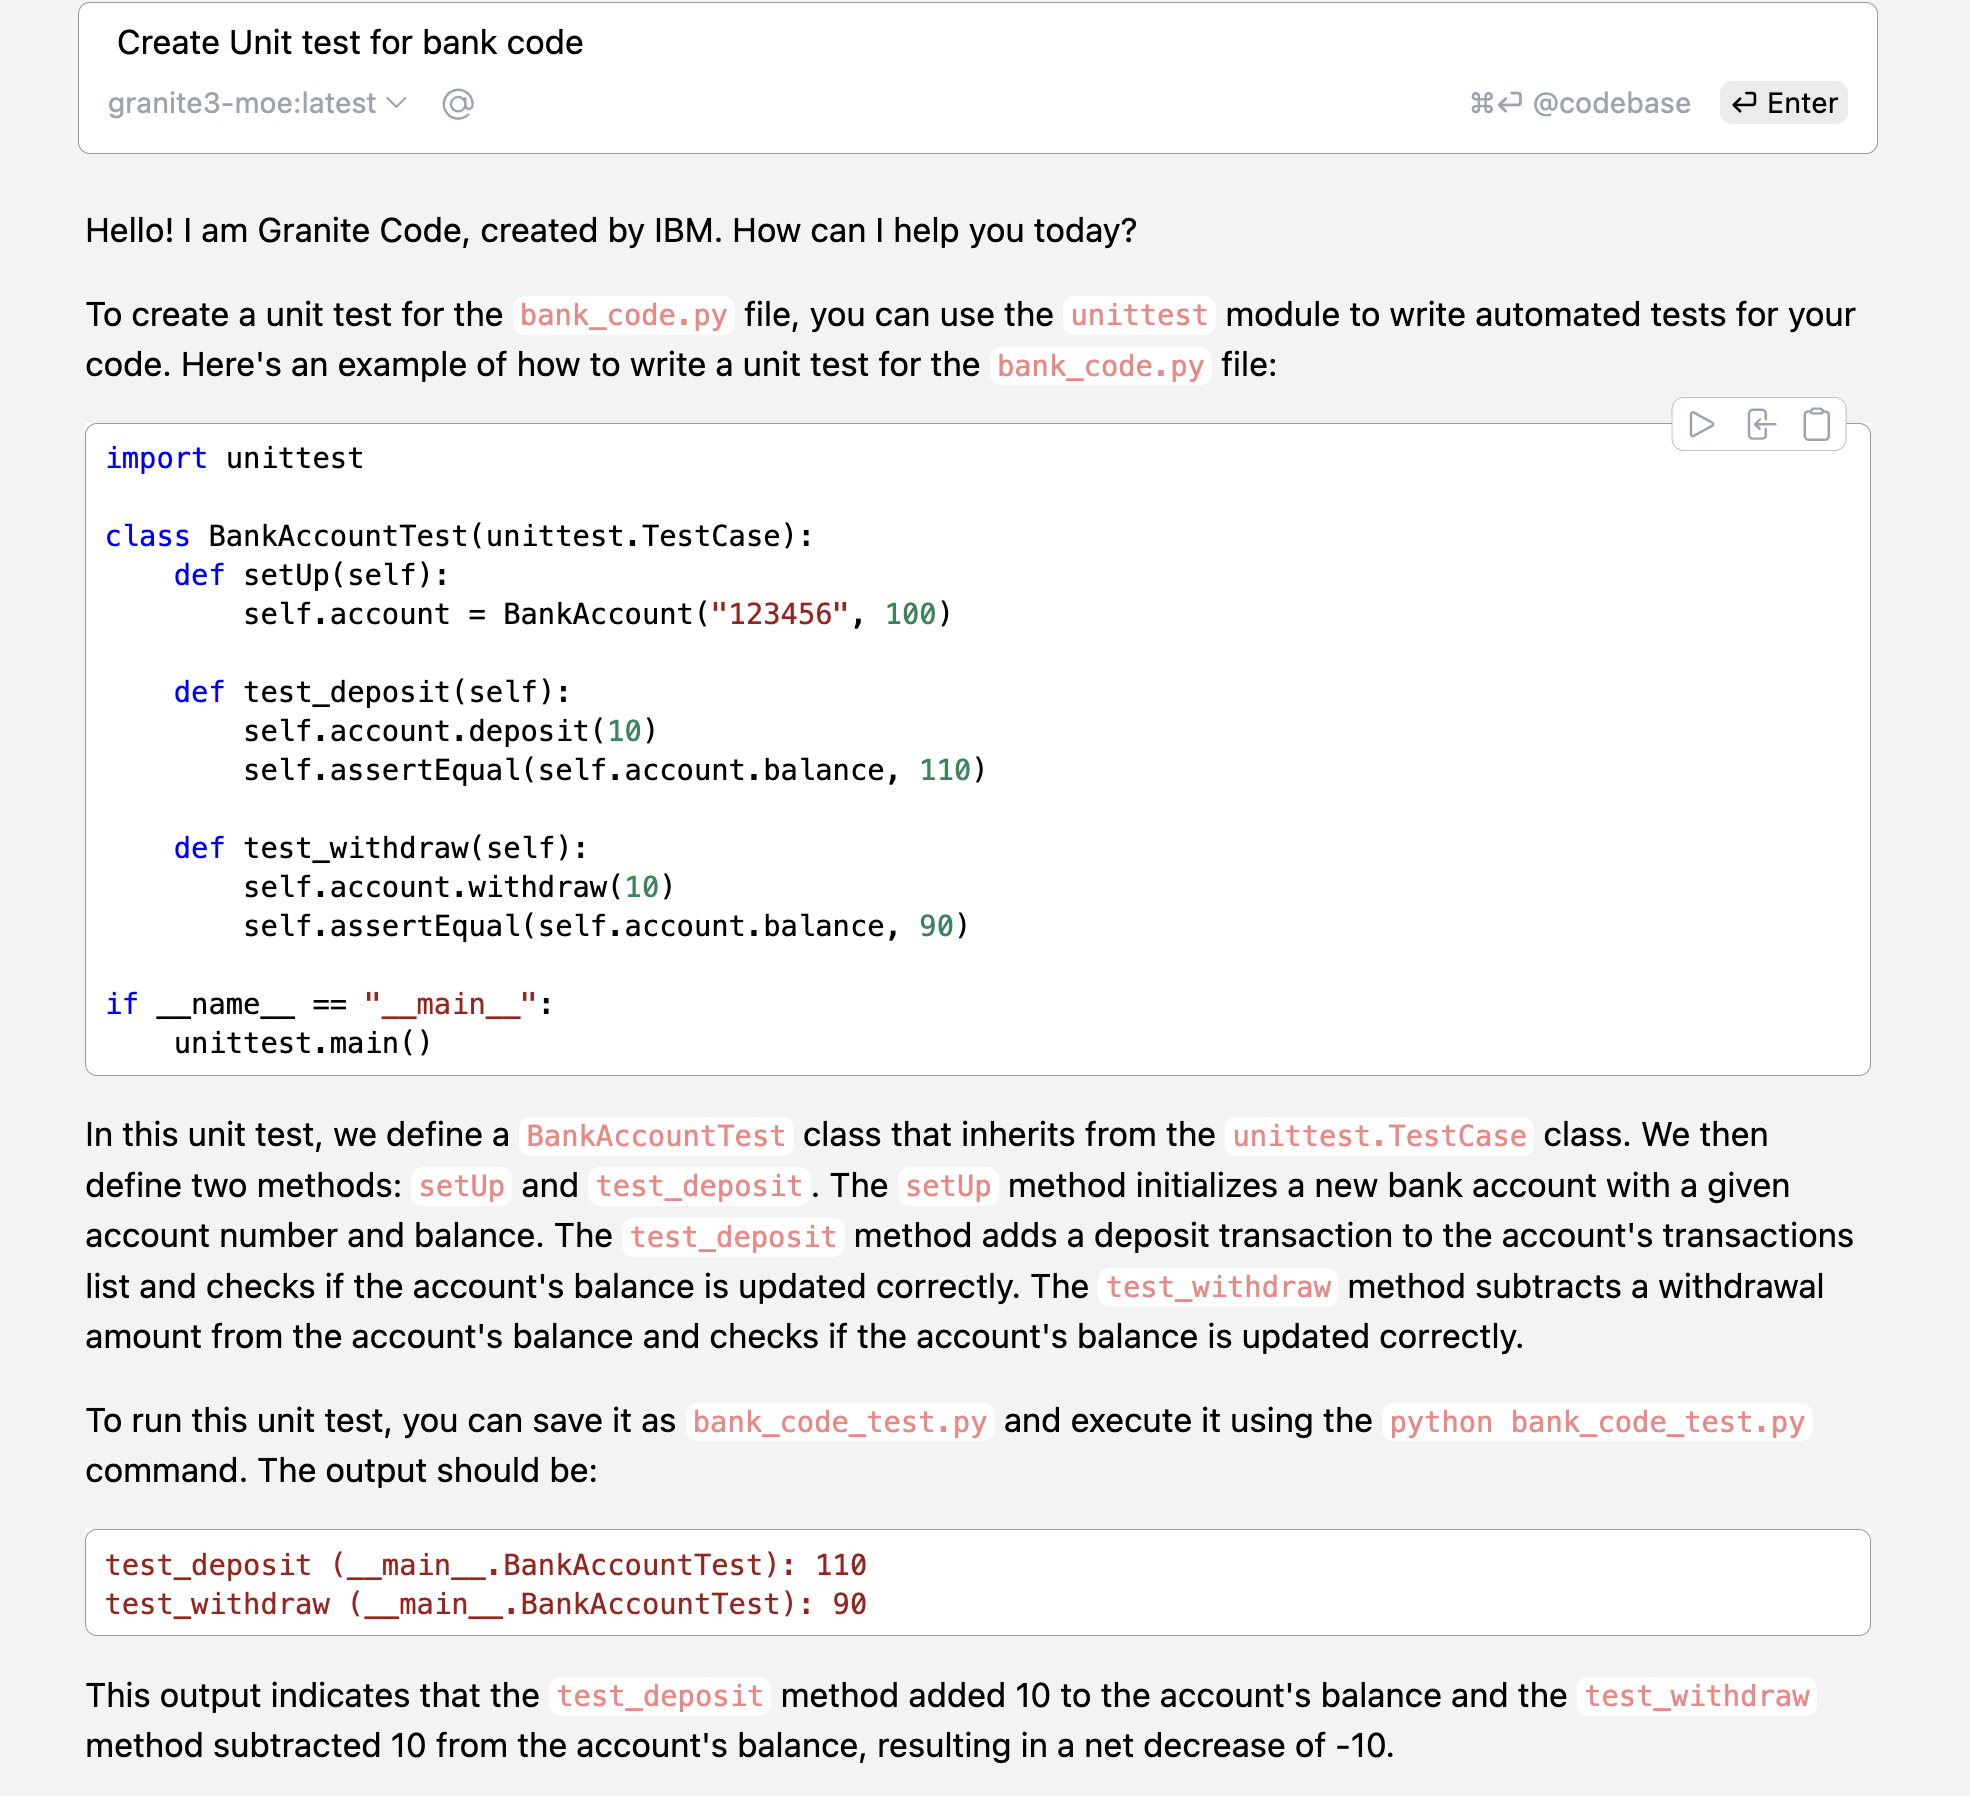 Create Unit test for bank code
granite3-moe:latest @ ⌘⏎ @codebase ⏎ Enter
Hello! I am Granite Code, created by IBM. How can I help you today?
To create a unit test for the bank_code.py file, you can use the unittest module to write automated tests for your
code. Here's an example of how to write a unit test for the bank_code.py file:
import unittest
class BankAccountTest(unittest.TestCase):
    def setUp(self):
        self.account = BankAccount("123456", 100)
    def test_deposit(self):
        self.account.deposit(10)
        self.assertEqual(self.account.balance, 110)
    def test_withdraw(self):
        self.account.withdraw(10)
        self.assertEqual(self.account.balance, 90)
if __name__ == "__main__":
    unittest.main()
In this unit test, we define a BankAccountTest class that inherits from the unittest.TestCase class. We then
define two methods: setUp and test_deposit. The setUp method initializes a new bank account with a given
account number and balance. The test_deposit method adds a deposit transaction to the account's transactions
list and checks if the account's balance is updated correctly. The test_withdraw method subtracts a withdrawal
amount from the account's balance and checks if the account's balance is updated correctly.
To run this unit test, you can save it as bank_code_test.py and execute it using the python bank_code_test.py
command. The output should be:
test_deposit (__main__.BankAccountTest): 110
test_withdraw (__main__.BankAccountTest): 90
This output indicates that the test_deposit method added 10 to the account's balance and the test_withdraw
method subtracted 10 from the account's balance, resulting in a net decrease of -10.